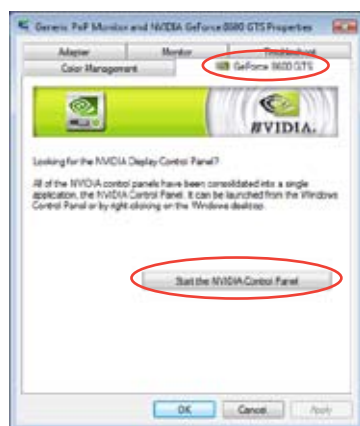 Generic PnP Monitor and NVIDIA GeForce 8600 GTS Properties
Adapter Monitor Troubleshoot
Color Management GeForce 8600 GTS
NVIDIA.
Looking for the NVIDIA Display Control Panel?
All of the NVIDIA control panels have been consolidated into a single
application, the NVIDIA Control Panel. It can be launched from the Windows
Control Panel or by right clicking on the Windows desktop.
Start the NVIDIA Control Panel
OK Cancel Apply